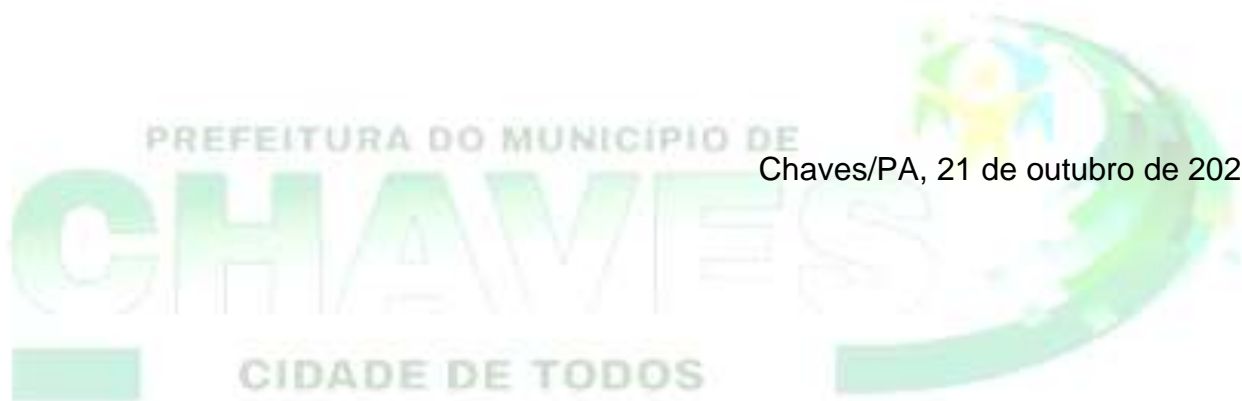 PREFEITURA DO MUNICIPIO DE
Chaves/PA, 21 de outubro de 202
CHAVES
CIDADE DE TODOS